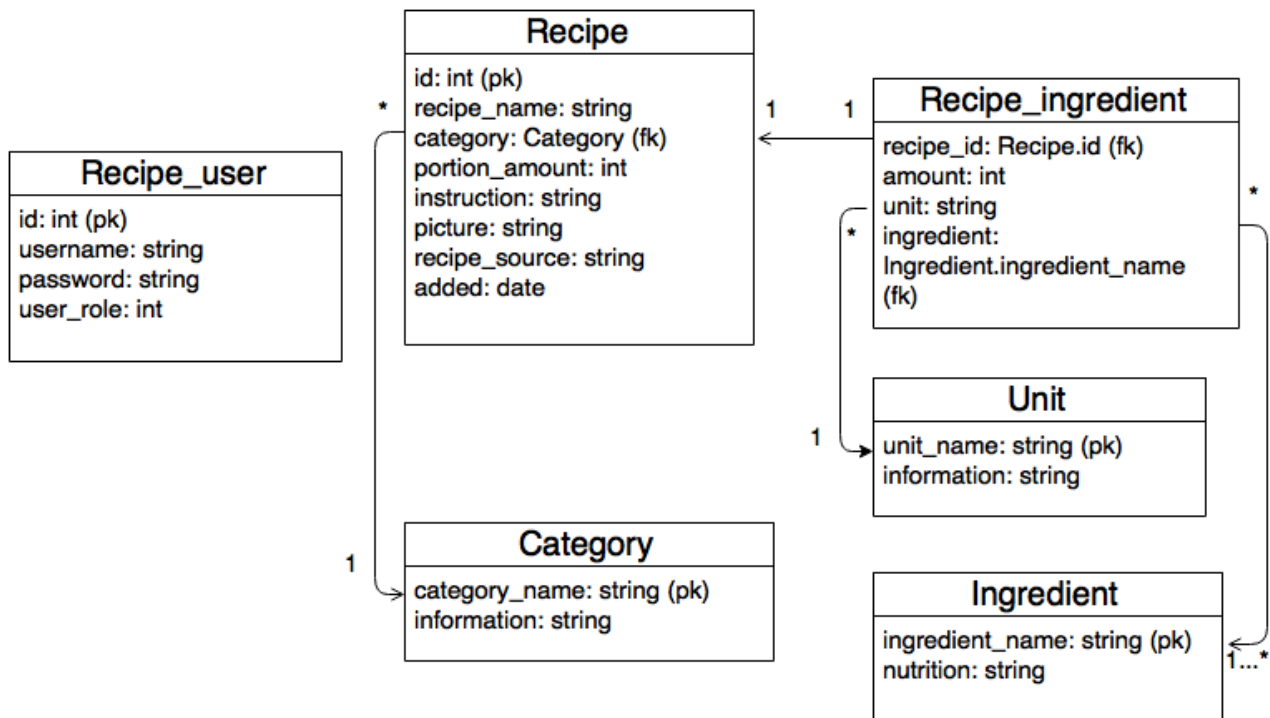 Recipe
id: int (pk)
recipe_name: string
category: Category (fk)
portion_amount: int
instruction: string
picture: string
recipe_source: string
added: date
*
1
1
Recipe_ingredient
recipe_id: Recipe.id (fk)
amount: int
unit: string
ingredient:
Ingredient.ingredient_name
(fk)
*
*
Recipe_user
id: int (pk)
username: string
password: string
user_role: int
Unit
unit_name: string (pk)
information: string
1
Category
category_name: string (pk)
information: string
1
Ingredient
ingredient_name: string (pk)
nutrition: string
1...*